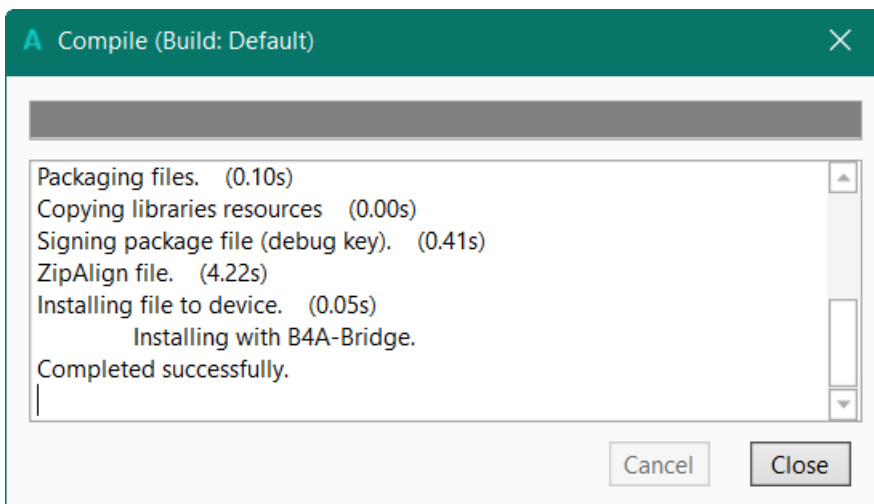 A Compile (Build: Default)
Packaging files. (0.10s)
Copying libraries resources (0.00s)
Signing package file (debug key). (0.41s)
ZipAlign file. (4.22s)
Installing file to device. (0.05s)
Installing with B4A-Bridge.
Completed successfully.
Cancel Close